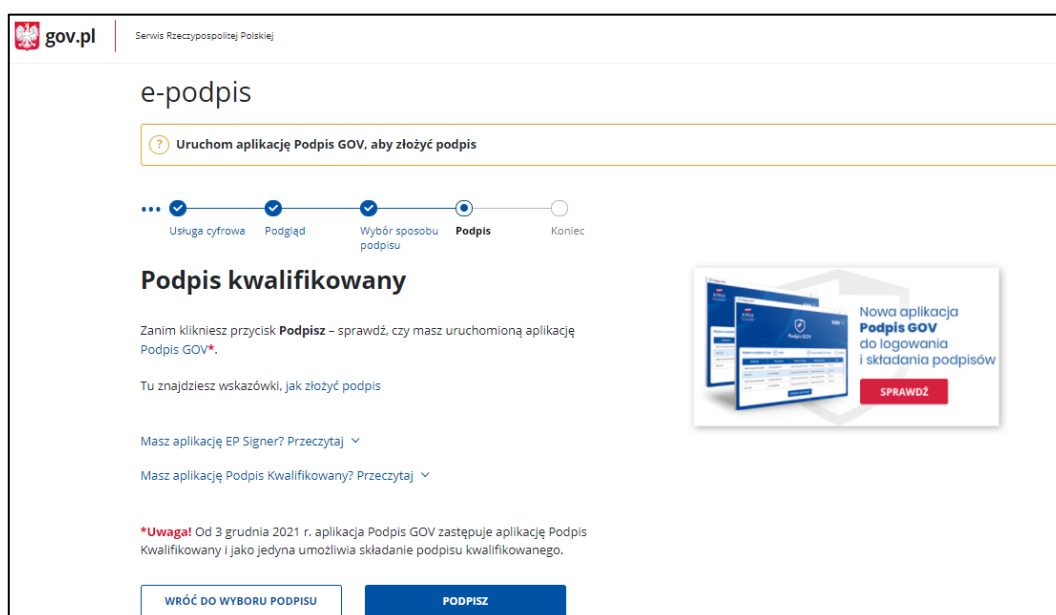 gov.pl
Serwis Rzeczypospolitej Polskiej
e-podpis
? Uruchom aplikację Podpis GOV, aby złożyć podpis
Usługa cyfrowa
Podgląd
Wybór sposobu
podpisu
Podpis
Koniec
Podpis kwalifikowany
Zanim klikniesz przycisk Podpisz – sprawdź, czy masz uruchomioną aplikację
Podpis GOV*.
Tu znajdziesz wskazówki, jak złożyć podpis
Masz aplikację EP Signer? Przeczytaj
Masz aplikację Podpis Kwalifikowany? Przeczytaj
*Uwaga! Od 3 grudnia 2021 r. aplikacja Podpis GOV zastępuje aplikację Podpis
Kwalifikowany i jako jedyna umożliwia składanie podpisu kwalifikowanego.
WRÓĆ DO WYBORU PODPISU
PODPISZ
Podpis GOV
Nowa aplikacja
Podpis GOV
do logowania
i składania podpisów
SPRAWDŹ